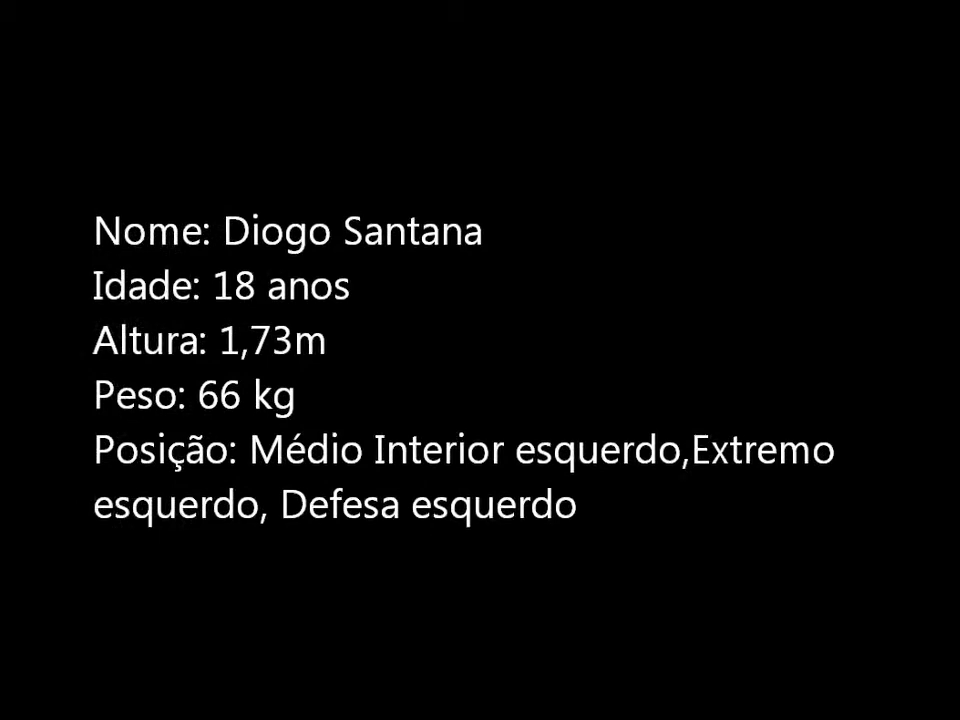 Nome: Diogo Santana
Idade: 18 anos
Altura: 1,73m
Peso: 66 kg
Posição: Médio Interior esquerdo,Extremo
esquerdo, Defesa esquerdo